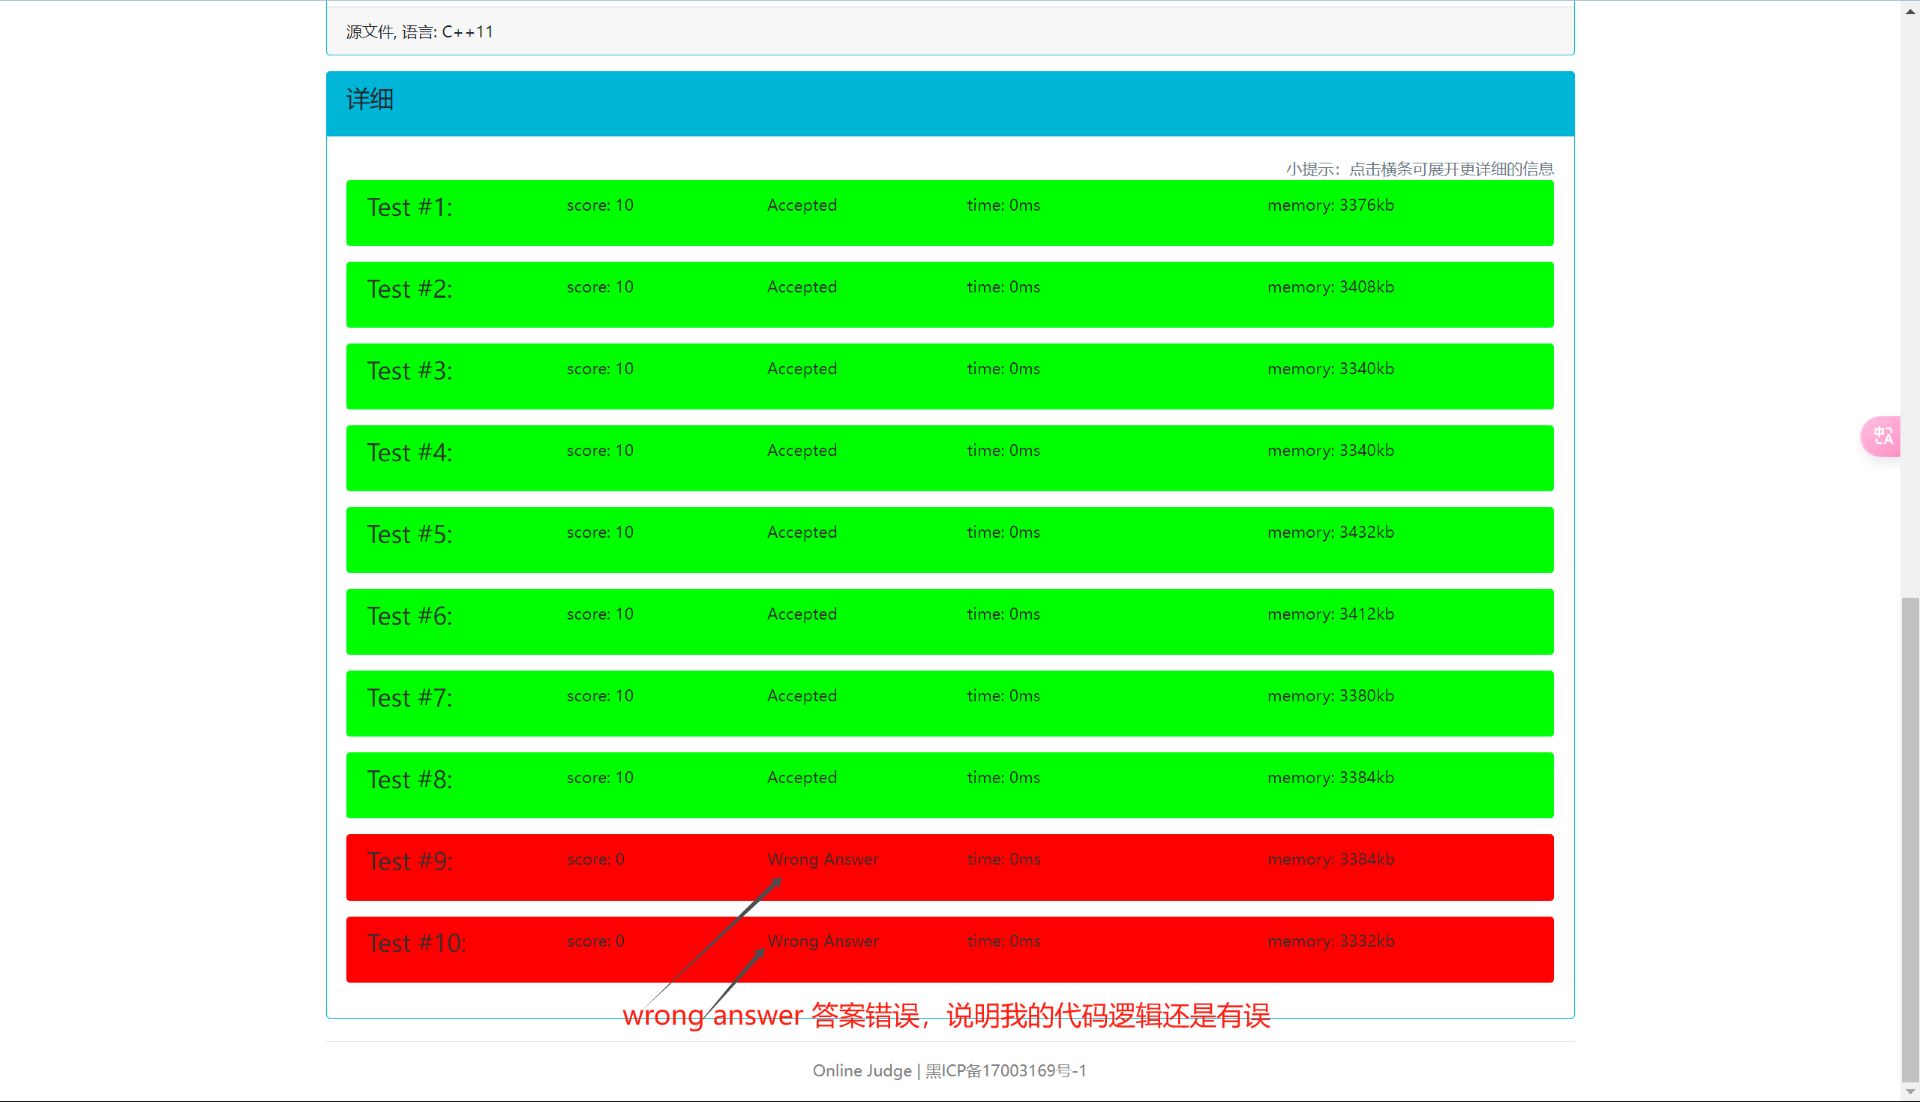 源文件, 语言: C++11
详细
小提示：点击横条可展开更详细的信息
Test #1: score: 10 Accepted time: 0ms memory: 3376kb
Test #2: score: 10 Accepted time: 0ms memory: 3408kb
Test #3: score: 10 Accepted time: 0ms memory: 3340kb
Test #4: score: 10 Accepted time: 0ms memory: 3340kb
Test #5: score: 10 Accepted time: 0ms memory: 3432kb
Test #6: score: 10 Accepted time: 0ms memory: 3412kb
Test #7: score: 10 Accepted time: 0ms memory: 3380kb
Test #8: score: 10 Accepted time: 0ms memory: 3384kb
Test #9: score: 0 Wrong Answer time: 0ms memory: 3384kb
Test #10: score: 0 Wrong Answer time: 0ms memory: 3332kb
wrong answer 答案错误，说明我的代码逻辑还是有误
Online Judge | 黑ICP备17003169号-1
中A